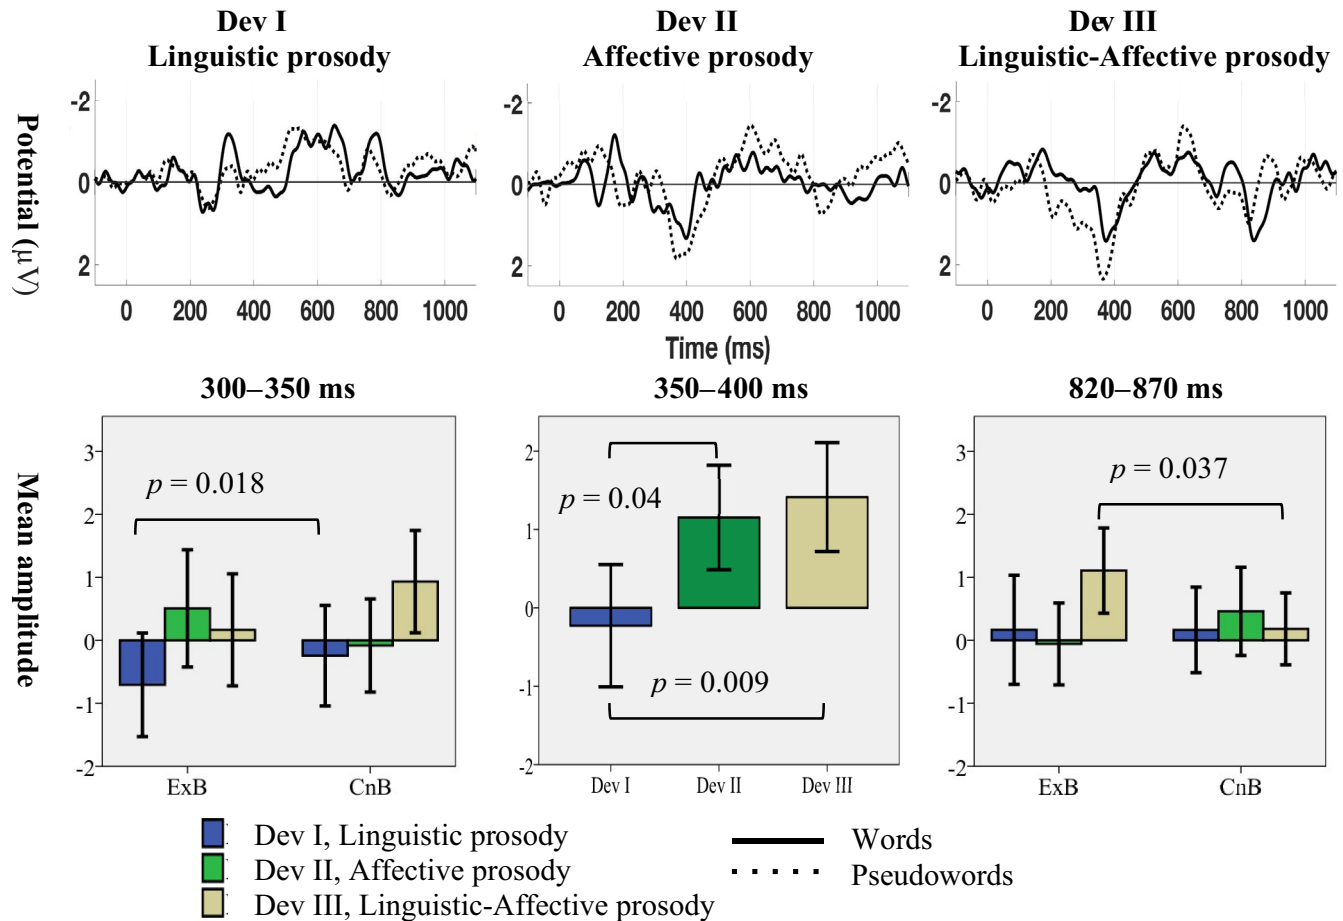 Dev I
Linguistic prosody
Dev II
Affective prosody
Dev III
Linguistic-Affective prosody
Potential (μV)
-2
0
2
0 200 400 600 800 1000
-2
0
2
0 200 400 600 800 1000
-2
0
2
0 200 400 600 800 1000
Time (ms)
300–350 ms
350–400 ms
820–870 ms
Mean amplitude
3
2
1
0
-1
-2
p = 0.018
ExB CnB
2
1
0
-1
-2
p = 0.04
p = 0.009
Dev I Dev II Dev III
3
2
1
0
-1
-2
p = 0.037
ExB CnB
Dev I, Linguistic prosody
Dev II, Affective prosody
Dev III, Linguistic-Affective prosody
Words
Pseudowords